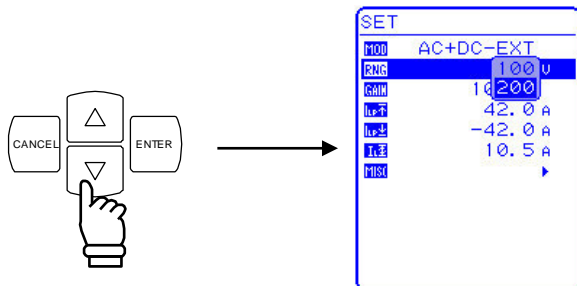 CANCEL
ENTER
SET
MOD AC+DC-EXT
RNG 100 V
200
GAIN 10
42.0 A
-42.0 A
10.5 A
MISC